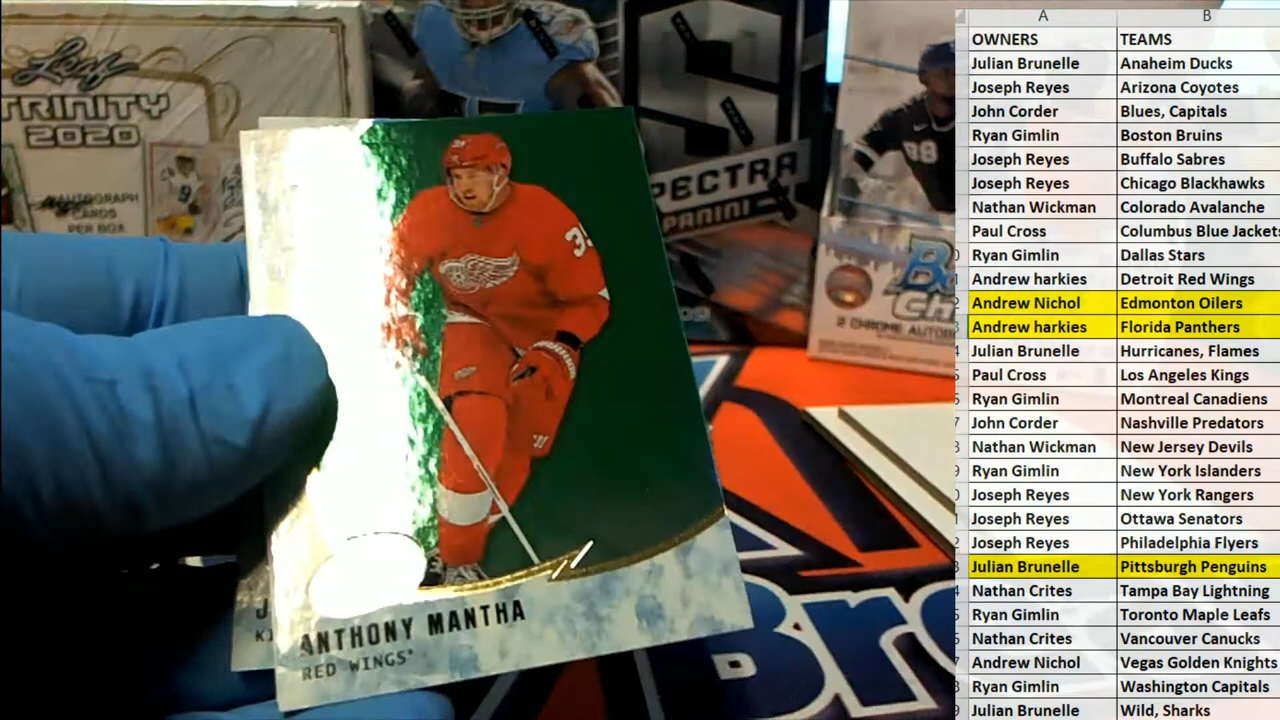 Leaf
TRINITY
2020
AUTOGRAPH
CARDS
PER BOX
SPECTRA
PANINI
88
2 CHROME AUTOG
39
ANTHONY MANTHA
RED WINGS
A B
OWNERS TEAMS
Julian Brunelle Anaheim Ducks
Joseph Reyes Arizona Coyotes
John Corder Blues, Capitals
Ryan Gimlin Boston Bruins
Joseph Reyes Buffalo Sabres
Joseph Reyes Chicago Blackhawks
Nathan Wickman Colorado Avalanche
Paul Cross Columbus Blue Jackets
Ryan Gimlin Dallas Stars
Andrew harkies Detroit Red Wings
Andrew Nichol Edmonton Oilers
Andrew harkies Florida Panthers
Julian Brunelle Hurricanes, Flames
Paul Cross Los Angeles Kings
Ryan Gimlin Montreal Canadiens
John Corder Nashville Predators
Nathan Wickman New Jersey Devils
Ryan Gimlin New York Islanders
Joseph Reyes New York Rangers
Joseph Reyes Ottawa Senators
Joseph Reyes Philadelphia Flyers
Julian Brunelle Pittsburgh Penguins
Nathan Crites Tampa Bay Lightning
Ryan Gimlin Toronto Maple Leafs
Nathan Crites Vancouver Canucks
Andrew Nichol Vegas Golden Knights
Ryan Gimlin Washington Capitals
Julian Brunelle Wild, Sharks